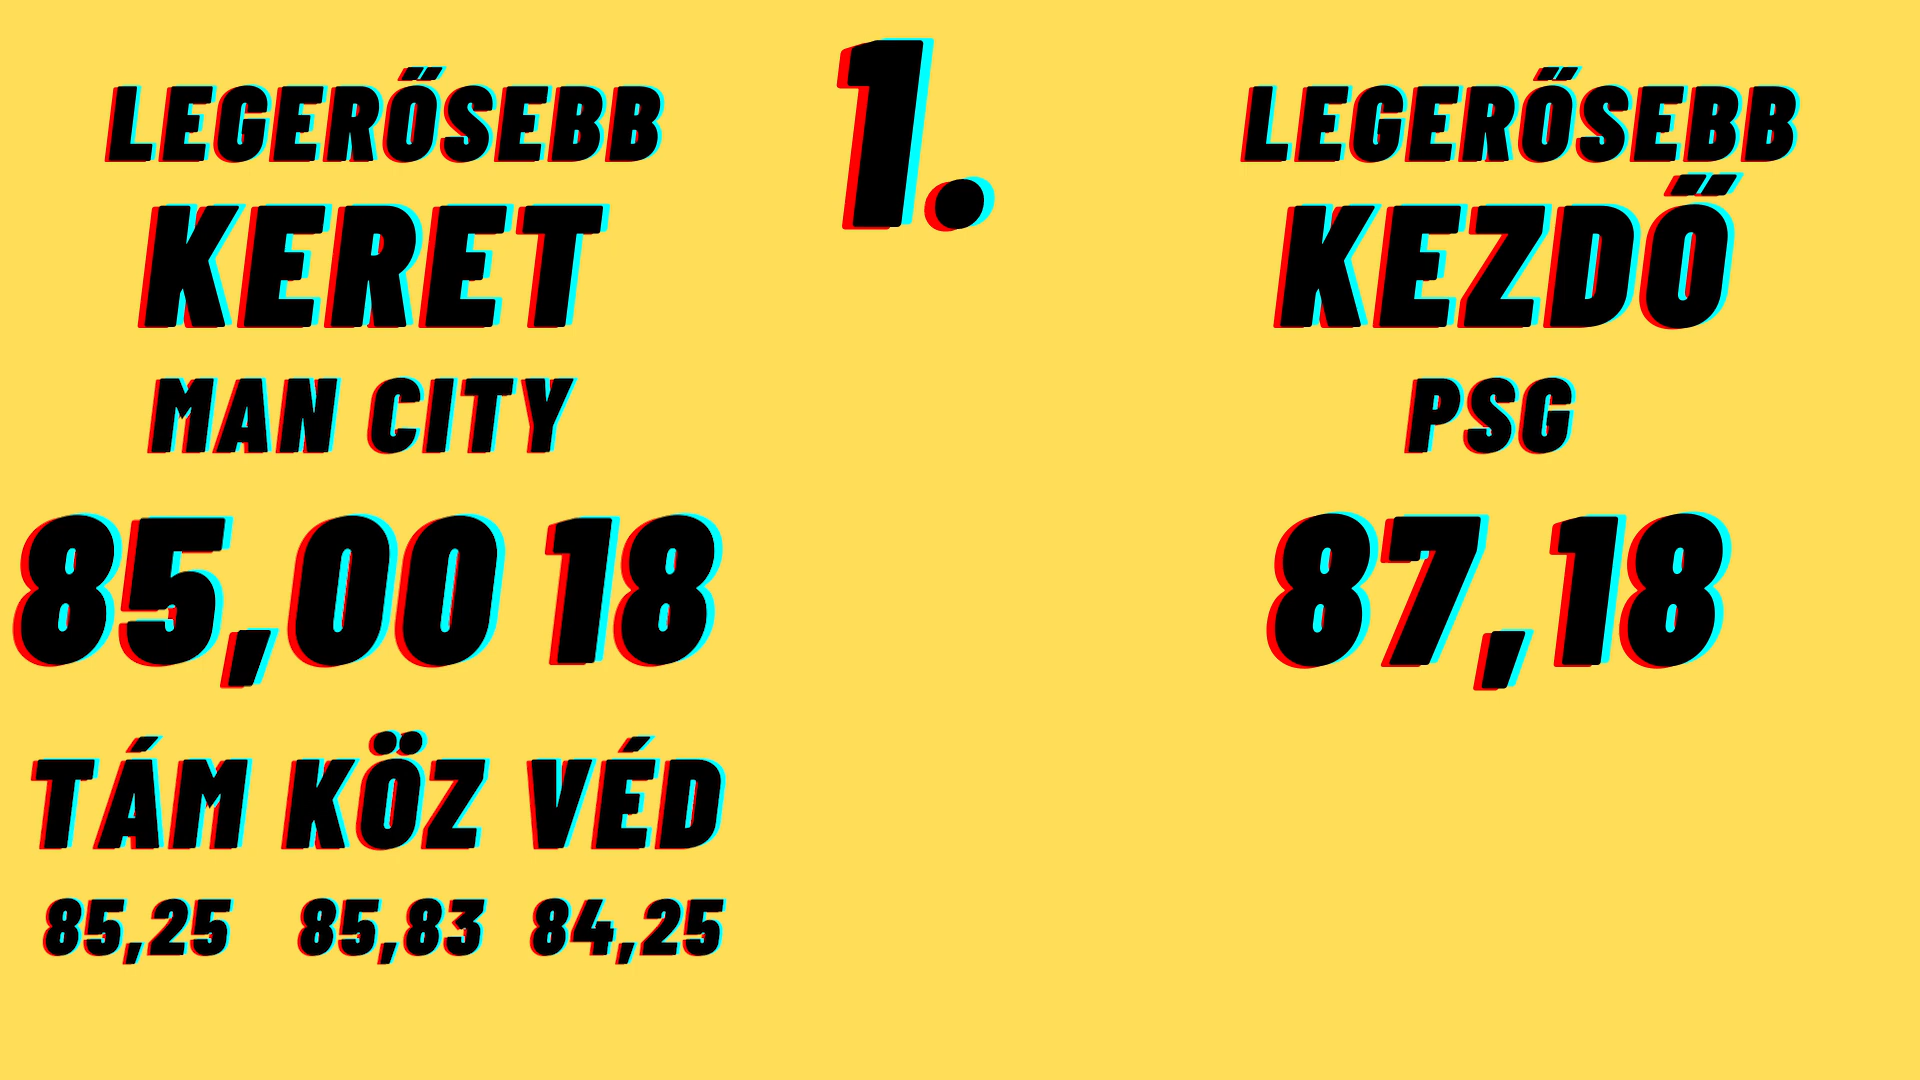 LEGERŐSEBB
KERET
MAN CITY
85,00 18
TÁM KÖZ VÉD
85,25 85,83 84,25
1.
LEGERŐSEBB
KEZDŐ
PSG
87,18